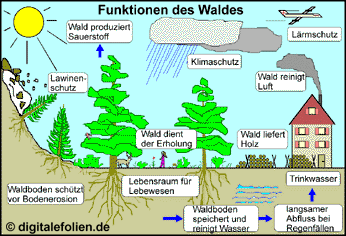 Funktionen des Waldes
Wald produziert
Sauerstoff
Lärmschutz
Klimaschutz
Lawinen-
schutz
Wald reinigt
Luft
Wald dient
der Erholung
Wald liefert
Holz
Waldboden schützt
vor Bodenerosion
Lebensraum für
Lebewesen
Trinkwasser
Waldboden
speichert und
reinigt Wasser
langsamer
Abfluss bei
Regenfällen
© digitalefolien.de